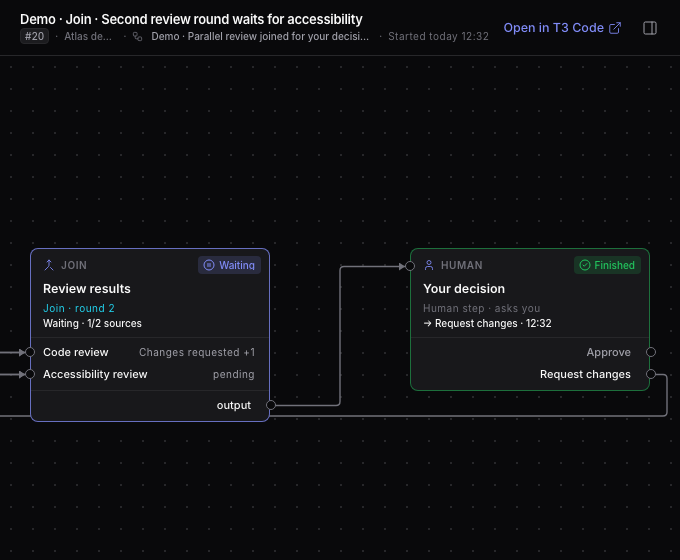 Demo · Join · Second review round waits for accessibility
#20 · Atlas de... · Demo · Parallel review joined for your decisi... · Started today 12:32
Open in T3 Code
JOIN
Waiting
Review results
Join · round 2
Waiting · 1/2 sources
Code review
Changes requested +1
Accessibility review
pending
output
HUMAN
Finished
Your decision
Human step · asks you
→ Request changes · 12:32
Approve
Request changes